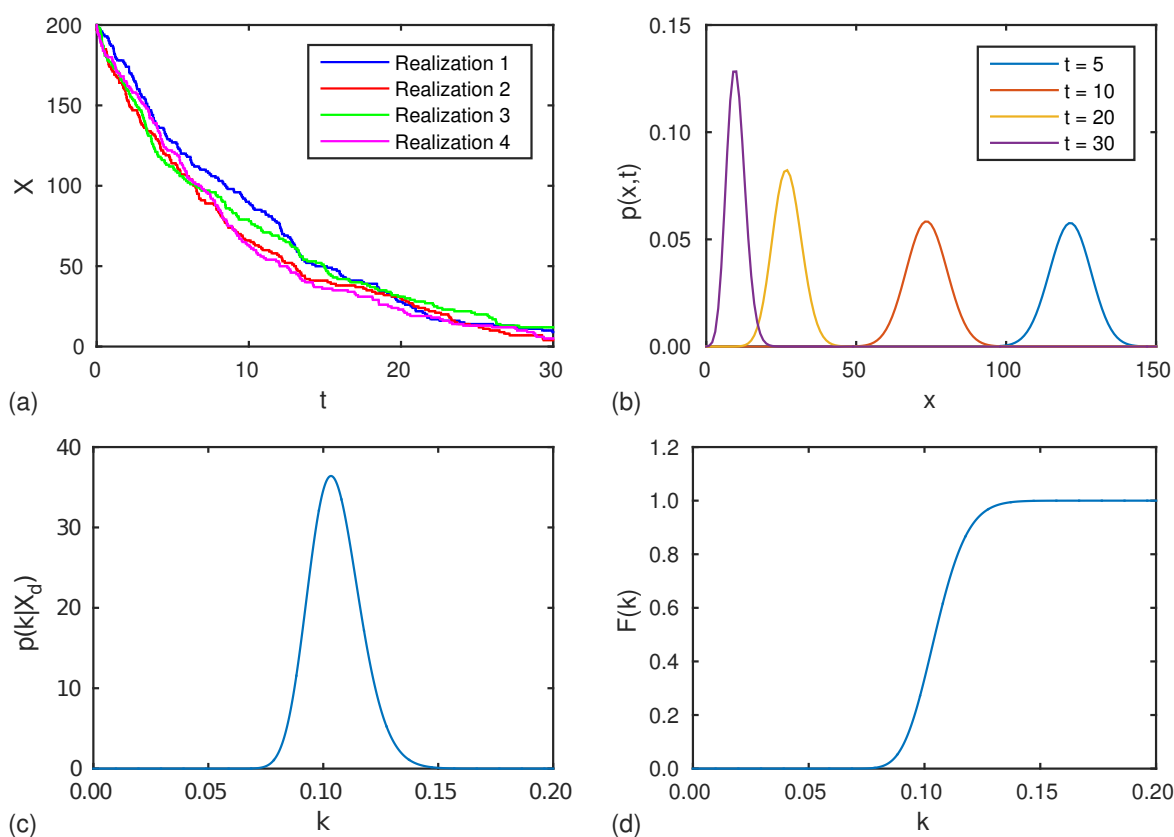 200
150
100
50
0
X
0
10
20
30
t
Realization 1
Realization 2
Realization 3
Realization 4
(a)
0.15
0.10
0.05
0.00
p(x,t)
0
50
100
150
x
t = 5
t = 10
t = 20
t = 30
(b)
40
30
20
10
0
p(k|X_d)
0.00
0.05
0.10
0.15
0.20
k
(c)
1.2
1.0
0.8
0.6
0.4
0.2
0.0
F(k)
0.00
0.05
0.10
0.15
0.20
k
(d)